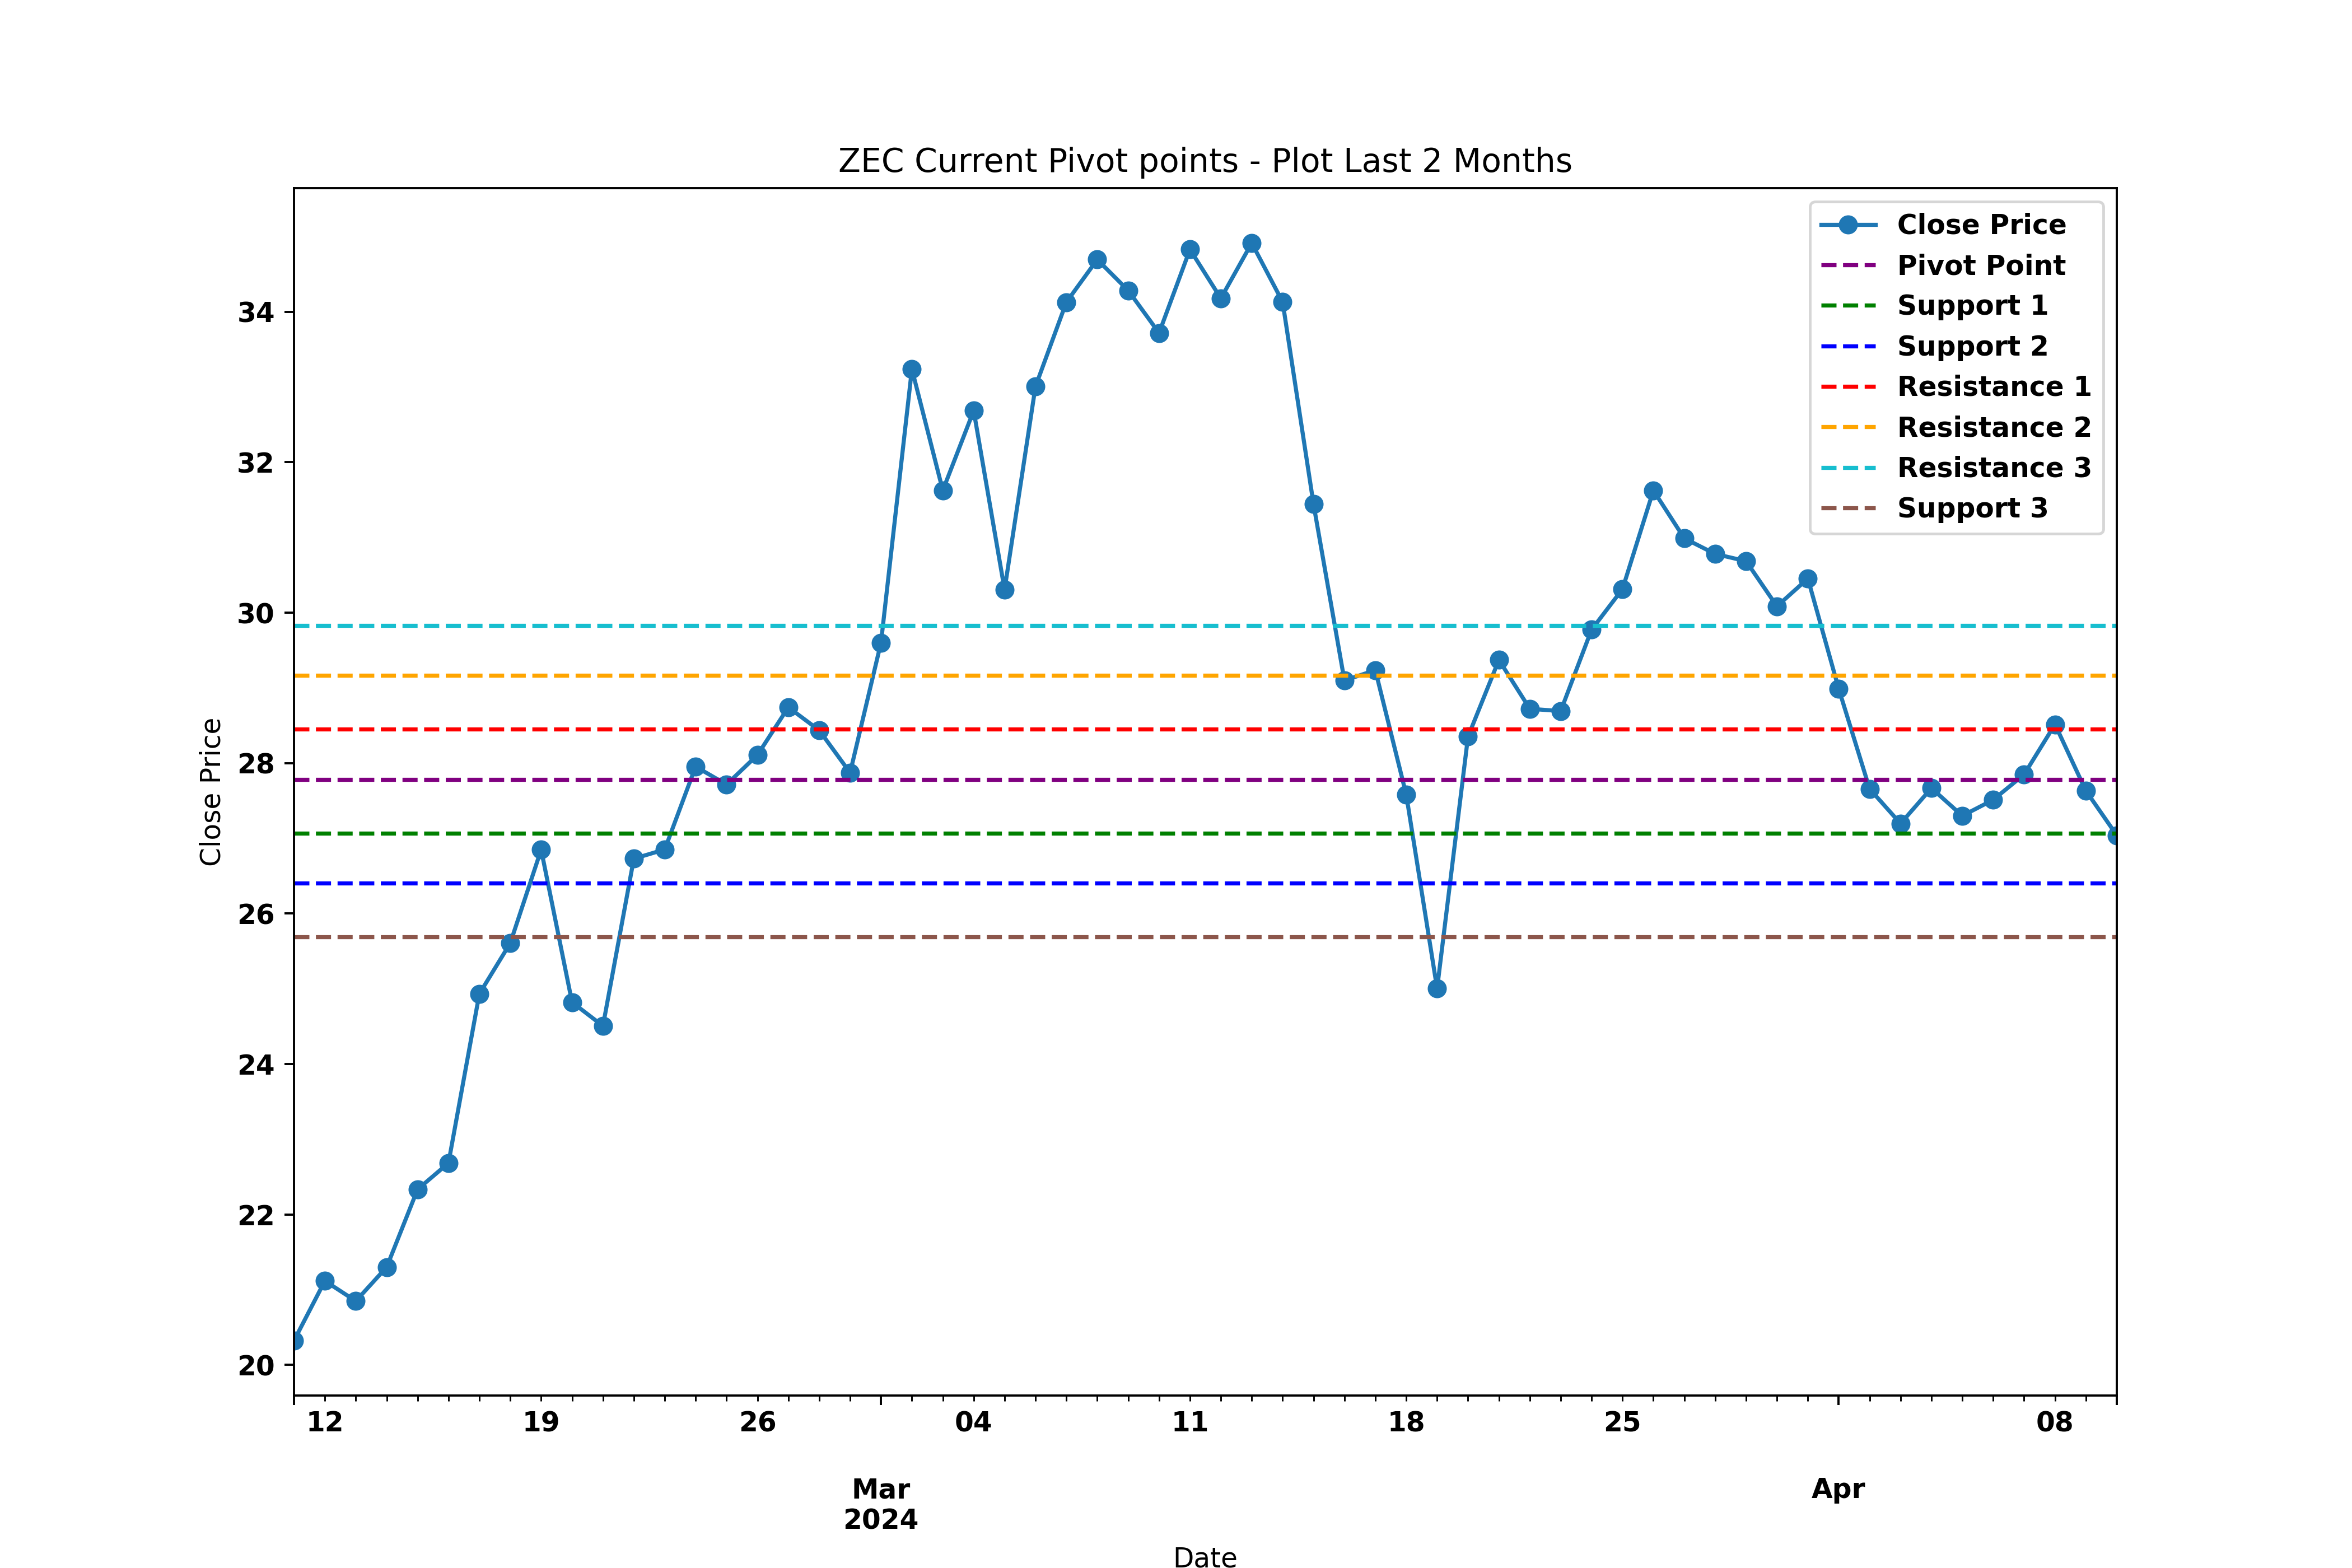 ZEC Current Pivot points - Plot Last 2 Months
Close Price
Pivot Point
Support 1
Support 2
Resistance 1
Resistance 2
Resistance 3
Support 3
Close Price
34
32
30
28
26
24
22
20
12 19 26 04 11 18 25 08
Mar Apr
2024
Date